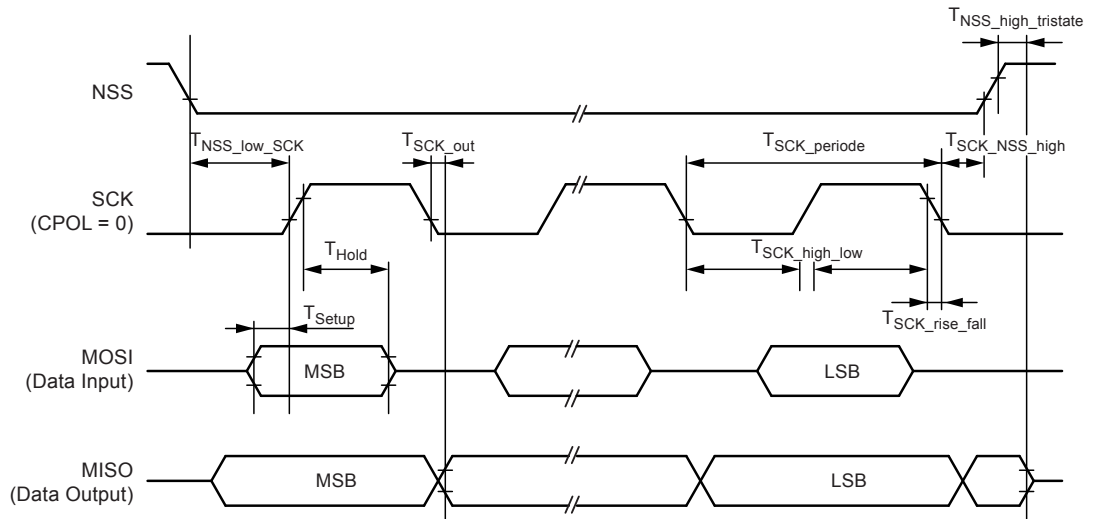 T_NSS_high_tristate
NSS
T_NSS_low_SCK
T_SCK_out
T_SCK_periode
T_SCK_NSS_high
SCK
(CPOL = 0)
T_Hold
T_SCK_high_low
T_Setup
T_SCK_rise_fall
MOSI
(Data Input)
MSB
LSB
MISO
(Data Output)
MSB
LSB